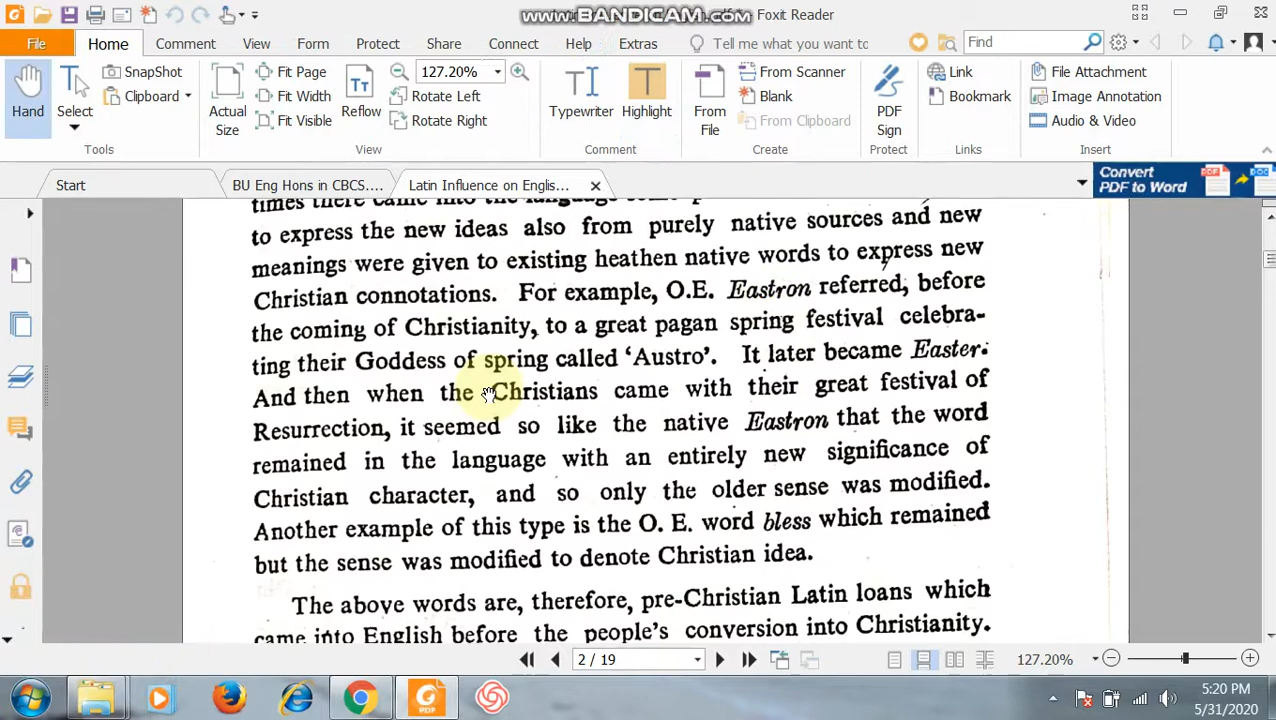 www.BANDICAM.com
Foxit Reader
File Home Comment View Form Protect Share Connect Help Extras Tell me what you want to Find
Hand
Select
SnapShot
Clipboard
Tools
Actual Size
Fit Page
Fit Width
Fit Visible
Reflow
127.20%
Rotate Left
Rotate Right
View
Typewriter
Highlight
Comment
From File
From Scanner
Blank
From Clipboard
Create
PDF Sign
Protect
Link
Bookmark
Links
File Attachment
Image Annotation
Audio & Video
Insert
Start BU Eng Hons in CBCS.... Latin Influence on Englis...
Convert
PDF to Word
times there came into the language some
to express the new ideas also from purely native sources and new
meanings were given to existing heathen native words to express new
Christian connotations. For example, O.E. Eastron referred, before
the coming of Christianity, to a great pagan spring festival celebra-
ting their Goddess of spring called ‘Austro’. It later became Easter.
And then when the Christians came with their great festival of
Resurrection, it seemed so like the native Eastron that the word
remained in the language with an entirely new significance of
Christian character, and so only the older sense was modified.
Another example of this type is the O. E. word bless which remained
but the sense was modified to denote Christian idea.
The above words are, therefore, pre-Christian Latin loans which
came into English before the people's conversion into Christianity.
2 / 19
127.20%
PDF
5:20 PM
5/31/2020